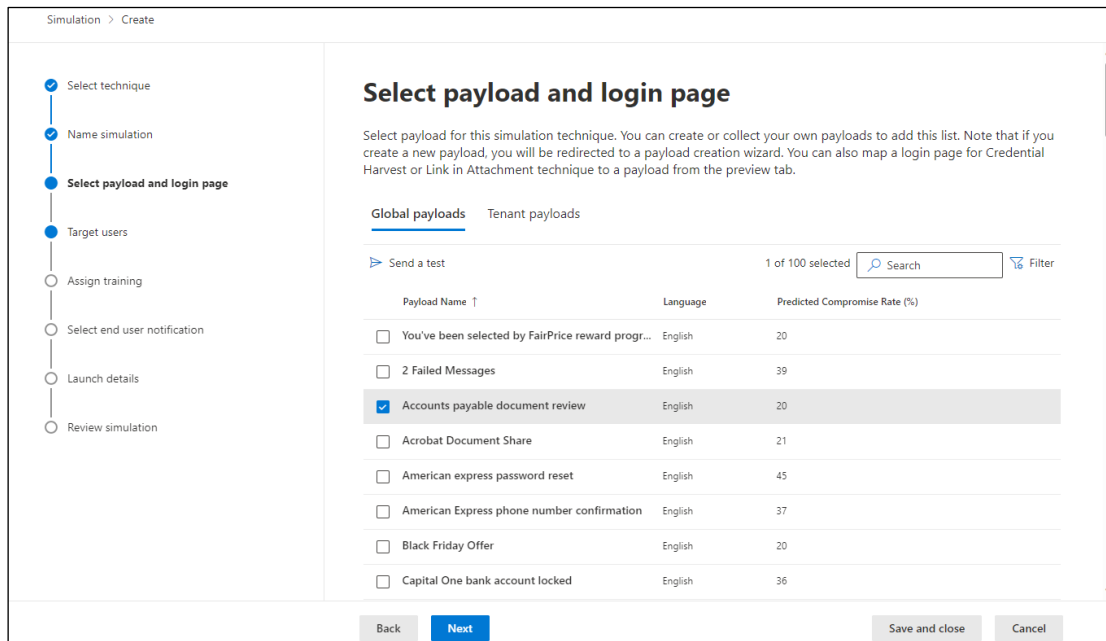 Simulation > Create
Select technique
Name simulation
Select payload and login page
Target users
Assign training
Select end user notification
Launch details
Review simulation
Select payload and login page
Select payload for this simulation technique. You can create or collect your own payloads to add this list. Note that if you
create a new payload, you will be redirected to a payload creation wizard. You can also map a login page for Credential
Harvest or Link in Attachment technique to a payload from the preview tab.
Global payloads Tenant payloads
Send a test 1 of 100 selected Search Filter
Payload Name ↑ Language Predicted Compromise Rate (%)
You've been selected by FairPrice reward progr... English 20
2 Failed Messages English 39
Accounts payable document review English 20
Acrobat Document Share English 21
American express password reset English 45
American Express phone number confirmation English 37
Black Friday Offer English 20
Capital One bank account locked English 36
Back Next Save and close Cancel